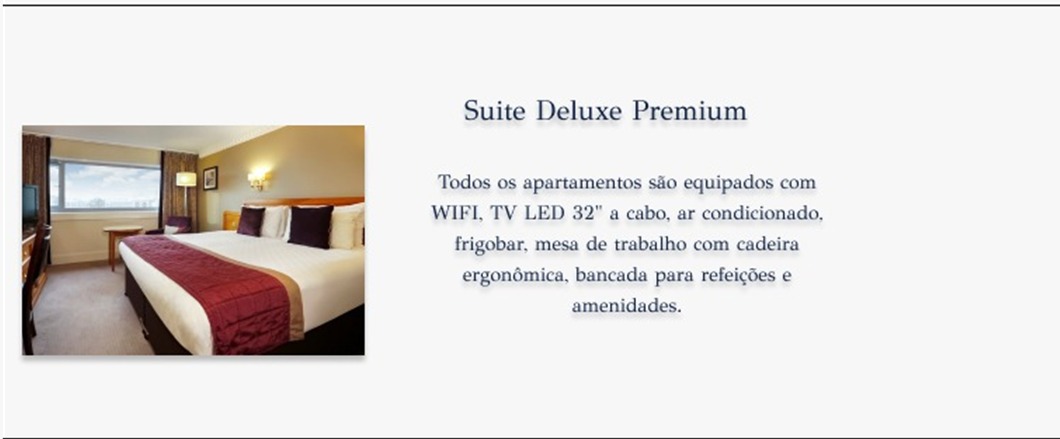 Suite Deluxe Premium
Todos os apartamentos são equipados com
WIFI, TV LED 32" a cabo, ar condicionado,
frigobar, mesa de trabalho com cadeira
ergonômica, bancada para refeições e
amenidades.